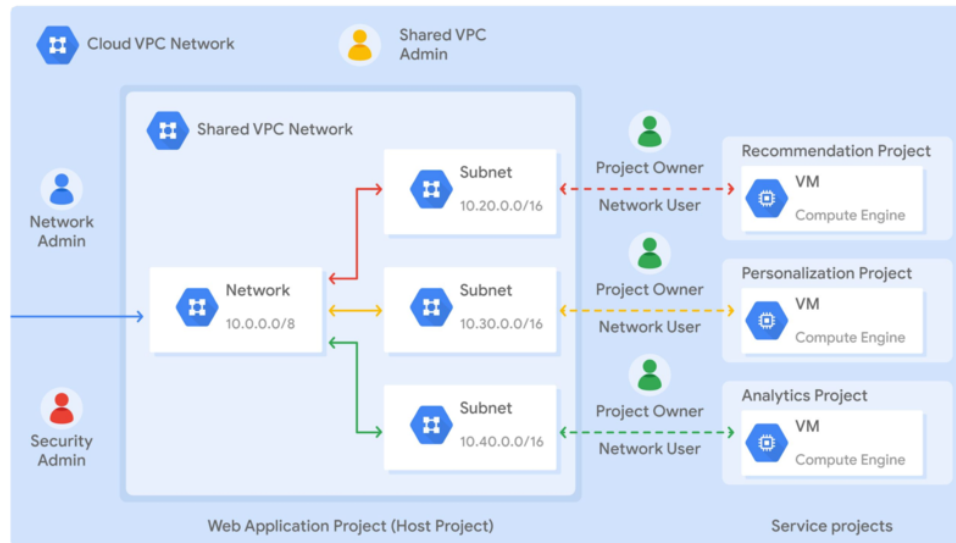 Cloud VPC Network
Shared VPC
Admin
Shared VPC Network
Network
Admin
Security
Admin
Network
10.0.0.0/8
Subnet
10.20.0.0/16
Subnet
10.30.0.0/16
Subnet
10.40.0.0/16
Project Owner
Network User
Project Owner
Network User
Project Owner
Network User
Recommendation Project
VM
Compute Engine
Personalization Project
VM
Compute Engine
Analytics Project
VM
Compute Engine
Web Application Project (Host Project)
Service projects